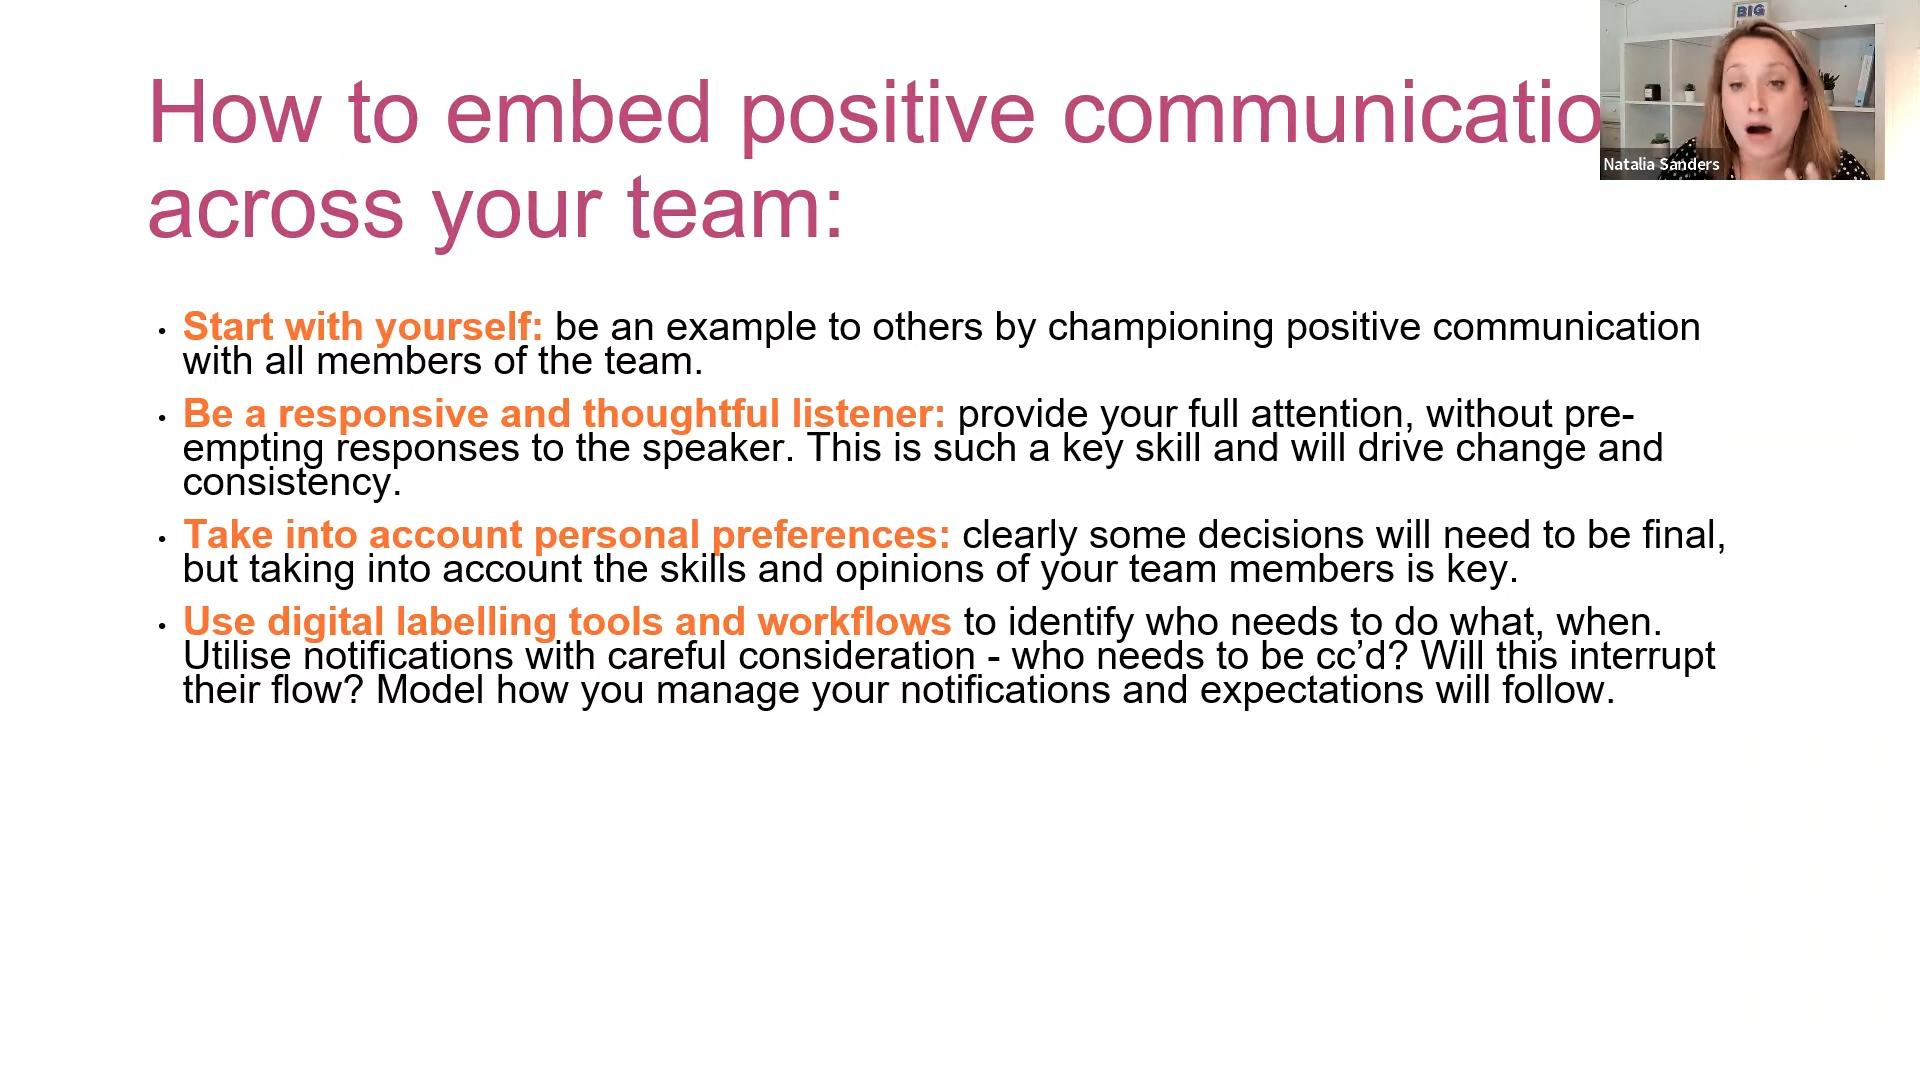 How to embed positive communicatio
across your team:
BIG
Natalia Sanders
• Start with yourself: be an example to others by championing positive communication
with all members of the team.
• Be a responsive and thoughtful listener: provide your full attention, without pre-
empting responses to the speaker. This is such a key skill and will drive change and
consistency.
• Take into account personal preferences: clearly some decisions will need to be final,
but taking into account the skills and opinions of your team members is key.
• Use digital labelling tools and workflows to identify who needs to do what, when.
Utilise notifications with careful consideration - who needs to be cc’d? Will this interrupt
their flow? Model how you manage your notifications and expectations will follow.